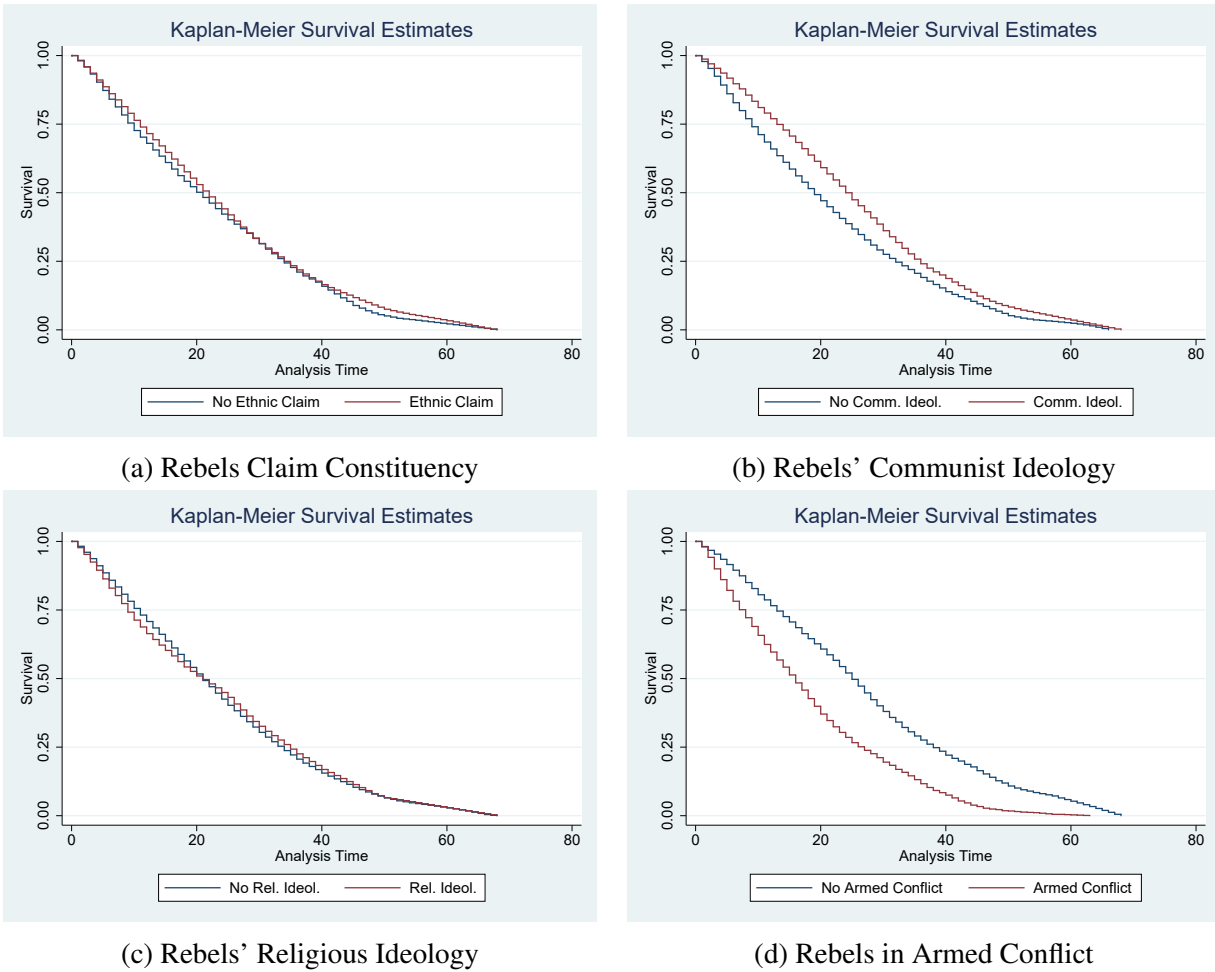 Kaplan-Meier Survival Estimates
Survival
1.00
0.75
0.50
0.25
0.00
0 20 40 60 80
Analysis Time
No Ethnic Claim Ethnic Claim
(a) Rebels Claim Constituency
Kaplan-Meier Survival Estimates
Survival
1.00
0.75
0.50
0.25
0.00
0 20 40 60 80
Analysis Time
No Comm. Ideol. Comm. Ideol.
(b) Rebels’ Communist Ideology
Kaplan-Meier Survival Estimates
Survival
1.00
0.75
0.50
0.25
0.00
0 20 40 60 80
Analysis Time
No Rel. Ideol. Rel. Ideol.
(c) Rebels’ Religious Ideology
Kaplan-Meier Survival Estimates
Survival
1.00
0.75
0.50
0.25
0.00
0 20 40 60 80
Analysis Time
No Armed Conflict Armed Conflict
(d) Rebels in Armed Conflict